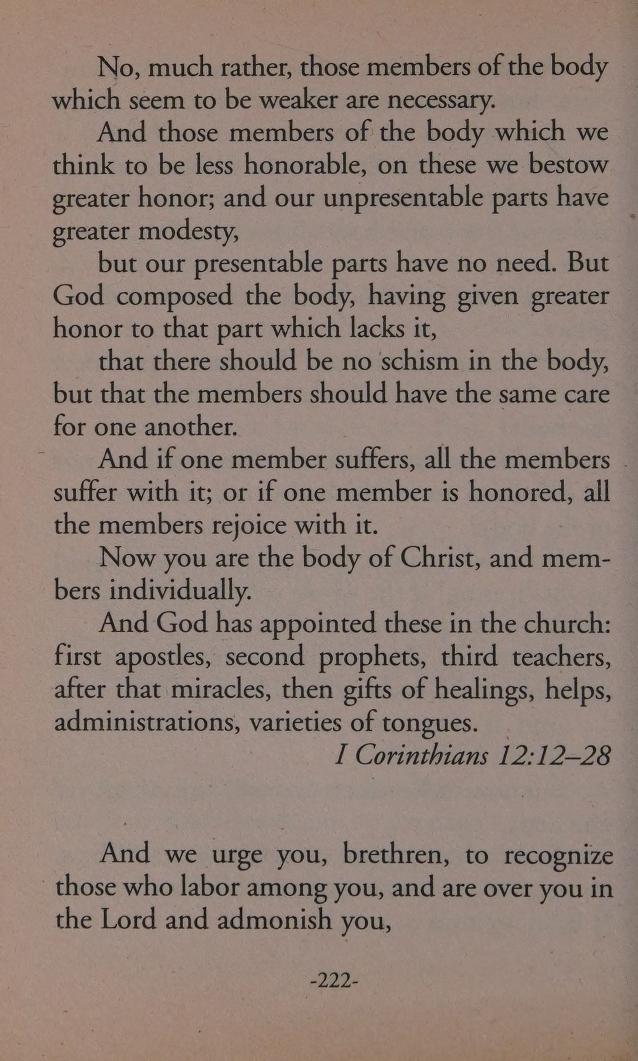 No, much rather, those members of the body
which seem to be weaker are necessary.
And those members of the body which we
think to be less honorable, on these we bestow
greater honor; and our unpresentable parts have
greater modesty,
but our presentable parts have no need. But
God composed the body, having given greater
honor to that part which lacks it,
that there should be no schism in the body,
but that the members should have the same care
for one another.
And if one member suffers, all the members
suffer with it; or if one member is honored, all
the members rejoice with it.
Now you are the body of Christ, and mem-
bers individually.
And God has appointed these in the church:
first apostles, second prophets, third teachers,
after that miracles, then gifts of healings, helps,
administrations, varieties of tongues.
I Corinthians 12:12–28
And we urge you, brethren, to recognize
those who labor among you, and are over you in
the Lord and admonish you,
-222-